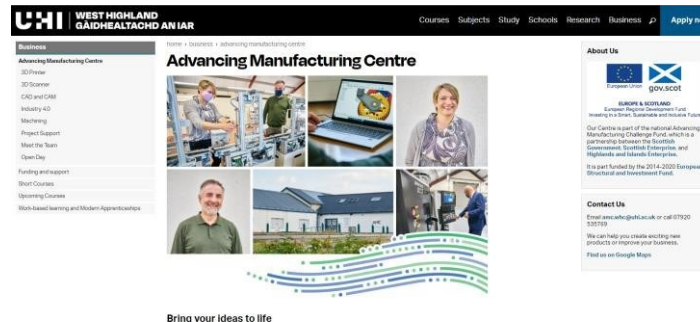 UHI
WEST HIGHLAND
GÀIDHEALTACHD AN IAR
Courses Subjects Study Schools Research Business
Apply no
Business
Advancing Manufacturing Centre
3D Printer
3D Scanner
CAD and CAM
Industry 4.0
Machining
Project Support
Meet the Team
Open Day
Funding and support
Short Courses
Upcoming Courses
Work-based learning and Modern Apprenticeships
home › business › advancing manufacturing centre
Advancing Manufacturing Centre
Bring your ideas to life
About Us
European Union
gov.scot
EUROPE & SCOTLAND
European Regional Development Fund
Investing in a Smart, Sustainable and Inclusive Future
Our Centre is part of the national Advancing
Manufacturing Challenge Fund, which is a
partnership between the Scottish
Government, Scottish Enterprise, and
Highlands and Islands Enterprise.
It is part funded by the 2014-2020 European
Structural and Investment Fund.
Contact Us
Email amc.whc@uhi.ac.uk or call 07920
535769
We can help you create exciting new
products or improve your business.
Find us on Google Maps